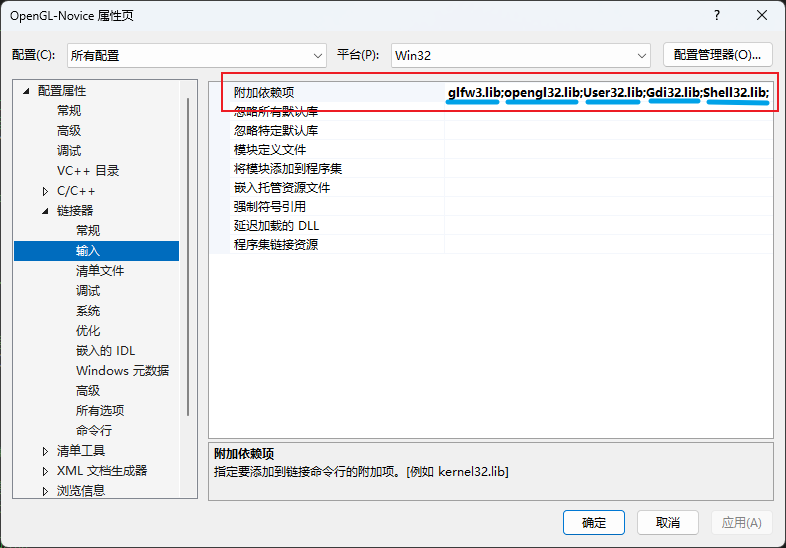 OpenGL-Novice 属性页
配置(C): 所有配置 平台(P): Win32 配置管理器(O)...
配置属性
常规
高级
调试
VC++ 目录
C/C++
链接器
常规
输入
清单文件
调试
系统
优化
嵌入的 IDL
Windows 元数据
高级
所有选项
命令行
清单工具
XML 文档生成器
浏览信息
附加依赖项 glfw3.lib;opengl32.lib;User32.lib;Gdi32.lib;Shell32.lib;
忽略所有默认库
忽略特定默认库
模块定义文件
将模块添加到程序集
嵌入托管资源文件
强制符号引用
延迟加载的 DLL
程序集链接资源
附加依赖项
指定要添加到链接命令行的附加项。[例如 kernel32.lib]
确定 取消 应用(A)